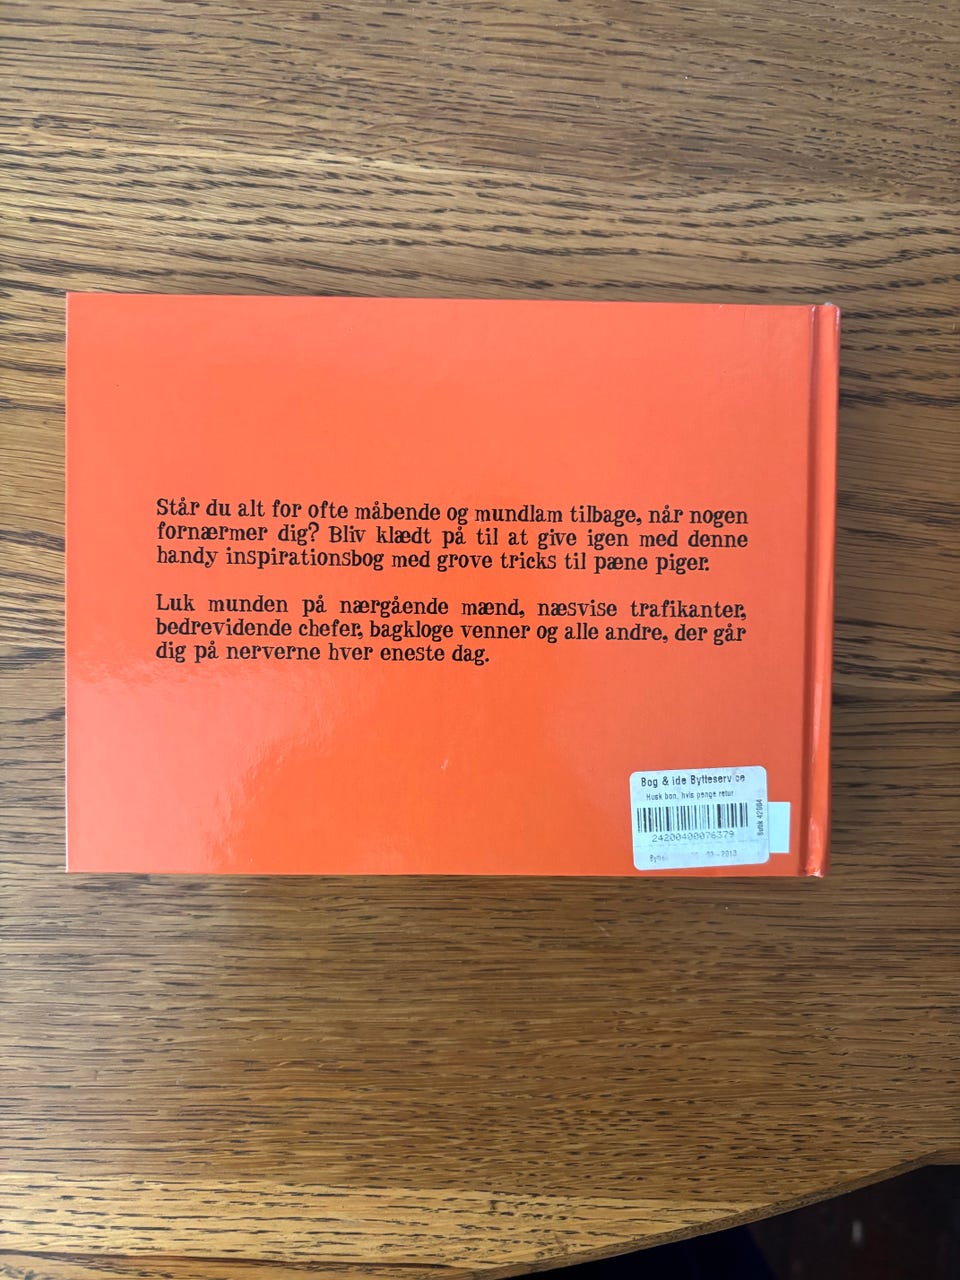 Står du alt for ofte måbende og mundlam tilbage, når nogen
fornærmer dig? Bliv klædt på til at give igen med denne
handy inspirationsbog med grove tricks til pæne piger.
Luk munden på nærgående mænd, næsvise trafikanter,
bedrevidende chefer, bagkloge venner og alle andre, der går
dig på nerverne hver eneste dag.
Bog & ide Bytteservice
Husk bon, hvis penge retur
24200400076379
Butik